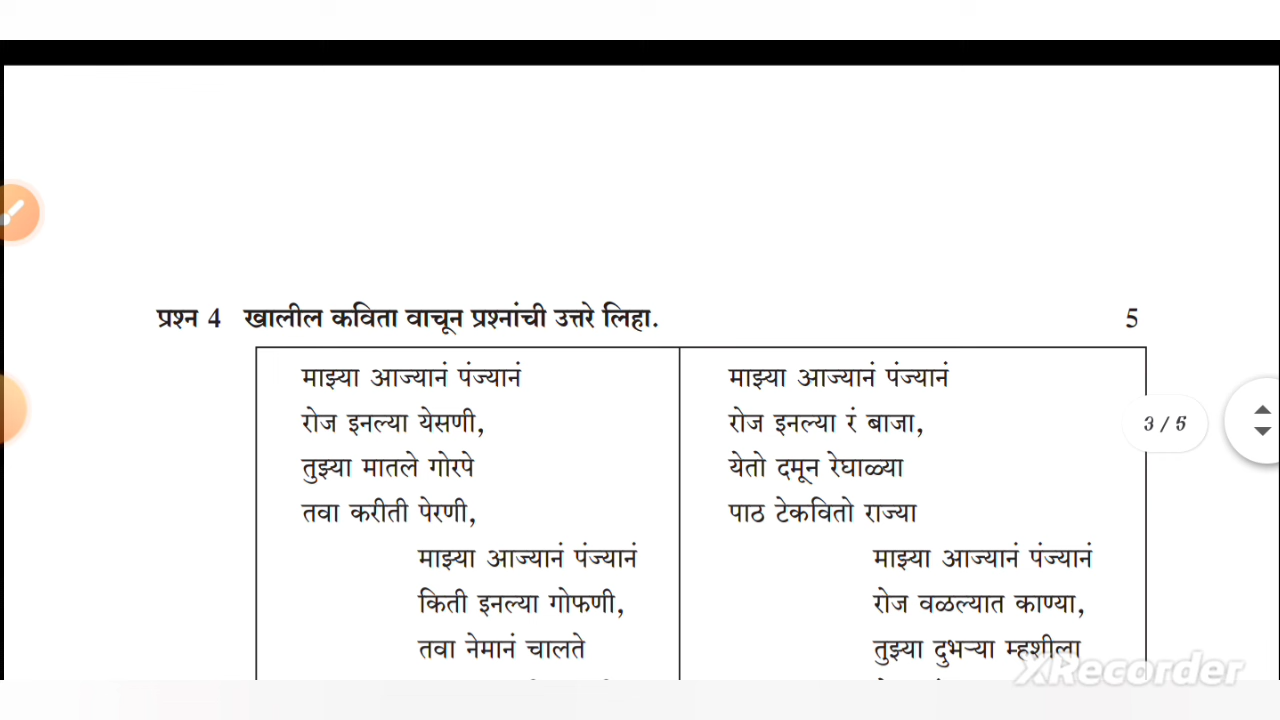 प्रश्न 4 खालील कविता वाचून प्रश्नांची उत्तरे लिहा. 5
माझ्या आज्यानं पंज्यानं
रोज इनल्या येसणी,
तुझ्या मातले गोरपे
तवा करीती पेरणी,
माझ्या आज्यानं पंज्यानं
किती इनल्या गोफणी,
तवा नेमानं चालते
माझ्या आज्यानं पंज्यानं
रोज इनल्या रं बाजा,
येतो दमून रेघाळ्या
पाठ टेकवितो राज्या
माझ्या आज्यानं पंज्यानं
रोज वळल्यात काण्या,
तुझ्या दुभऱ्या म्हशीला
3 / 5
XRecorder